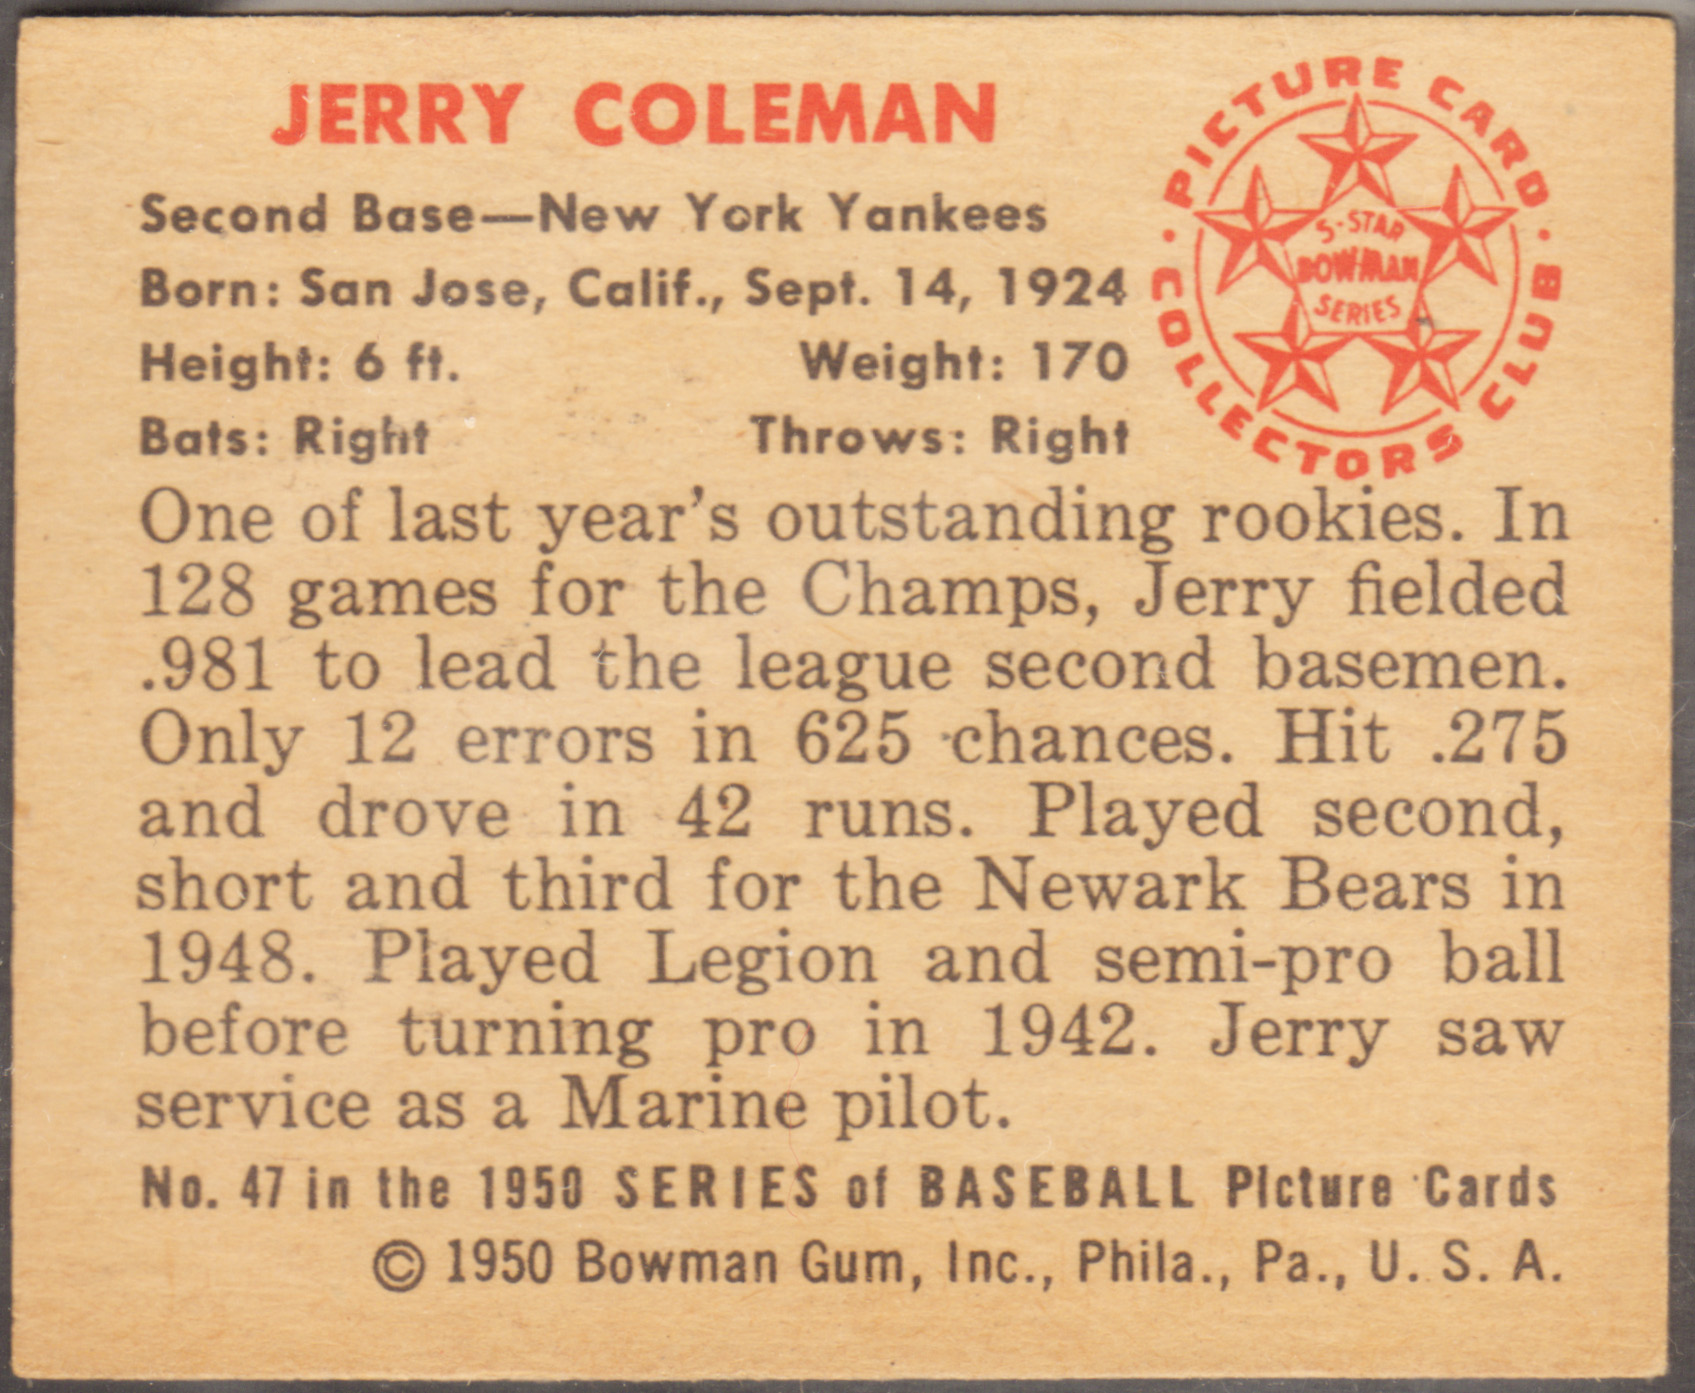 JERRY COLEMAN
Second Base—New York Yankees
Born: San Jose, Calif., Sept. 14, 1924
Height: 6 ft. Weight: 170
Bats: Right Throws: Right
· PICTURE CARD ·
COLLECTORS CLUB
5-STAR
BOWMAN
SERIES
One of last year's outstanding rookies. In
128 games for the Champs, Jerry fielded
.981 to lead the league second basemen.
Only 12 errors in 625 chances. Hit .275
and drove in 42 runs. Played second,
short and third for the Newark Bears in
1948. Played Legion and semi-pro ball
before turning pro in 1942. Jerry saw
service as a Marine pilot.
No. 47 in the 1950 SERIES of BASEBALL Picture Cards
© 1950 Bowman Gum, Inc., Phila., Pa., U. S. A.